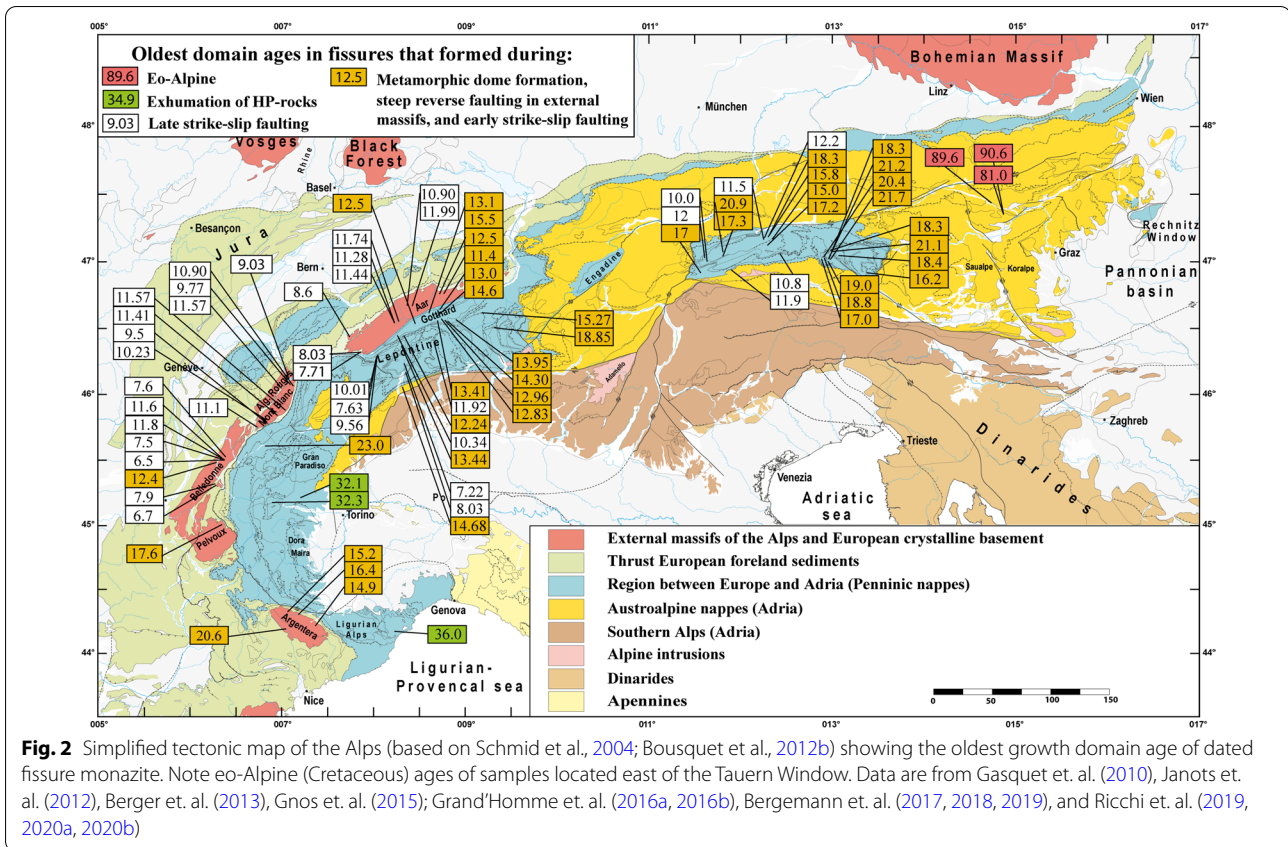 005° 007° 009° 011° 013° 015° 017°
Oldest domain ages in fissures that formed during:
89.6 Eo-Alpine
34.9 Exhumation of HP-rocks
9.03 Late strike-slip faulting
12.5 Metamorphic dome formation,
steep reverse faulting in external
massifs, and early strike-slip faulting
Bohemian Massif
Linz
Wien
München
48°
48°
Vosges
Black
Forest
Rhine
Basel
Besançon
Jura
Bern
12.5
10.90
11.99
13.1
15.5
12.5
11.4
13.0
14.6
11.74
11.28
11.44
9.03
8.6
10.90
9.77
11.57
11.57
11.41
9.5
10.23
10.0
12
17
11.5
20.9
17.3
12.2
18.3
15.8
15.0
17.2
18.3
21.2
20.4
21.7
89.6
90.6
81.0
18.3
21.1
18.4
16.2
19.0
18.8
17.0
10.8
11.9
Rechnitz
Window
Graz
Saualpe
Koralpe
Pannonian
basin
47°
47°
Engadine
Aar
Gotthard
Lepontine
15.27
18.85
13.95
14.30
12.96
12.83
8.03
7.71
10.01
7.63
9.56
13.41
11.92
12.24
10.34
13.44
7.22
8.03
14.68
Adamello
Genève
Aig. Rouges
Mont Blanc
46°
46°
7.6
11.6
11.8
7.5
6.5
12.4
7.9
6.7
11.1
23.0
Gran
Paradiso
32.1
32.3
Torino
Po
Belledonne
Pelvoux
17.6
Dora
Maira
15.2
16.4
14.9
Argentera
20.6
Ligurian
Alps
Genova
36.0
Ligurian-
Provencal sea
Nice
Venezia
Trieste
Zaghreb
Adriatic
sea
Dinarides
45°
45°
44°
44°
External massifs of the Alps and European crystalline basement
Thrust European foreland sediments
Region between Europe and Adria (Penninic nappes)
Austroalpine nappes (Adria)
Southern Alps (Adria)
Alpine intrusions
Dinarides
Apennines
0 50 100 150
005° 007° 009° 011° 013° 015° 017°
Fig. 2 Simplified tectonic map of the Alps (based on Schmid et al., 2004; Bousquet et al., 2012b) showing the oldest growth domain age of dated
fissure monazite. Note eo-Alpine (Cretaceous) ages of samples located east of the Tauern Window. Data are from Gasquet et. al. (2010), Janots et.
al. (2012), Berger et. al. (2013), Gnos et. al. (2015); Grand'Homme et. al. (2016a, 2016b), Bergemann et. al. (2017, 2018, 2019), and Ricchi et. al. (2019,
2020a, 2020b)